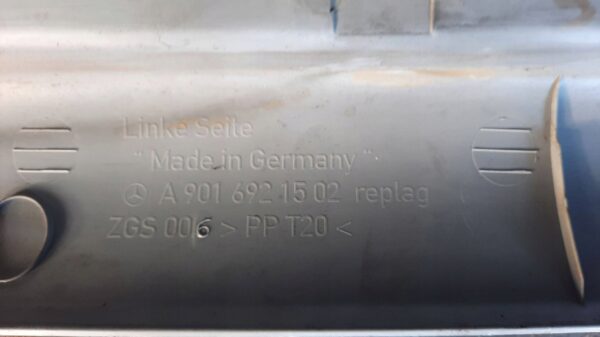 Linke Seite
"Made in Germany"
A 901 692 15 02 replag
ZGS 006 > PP T20 <